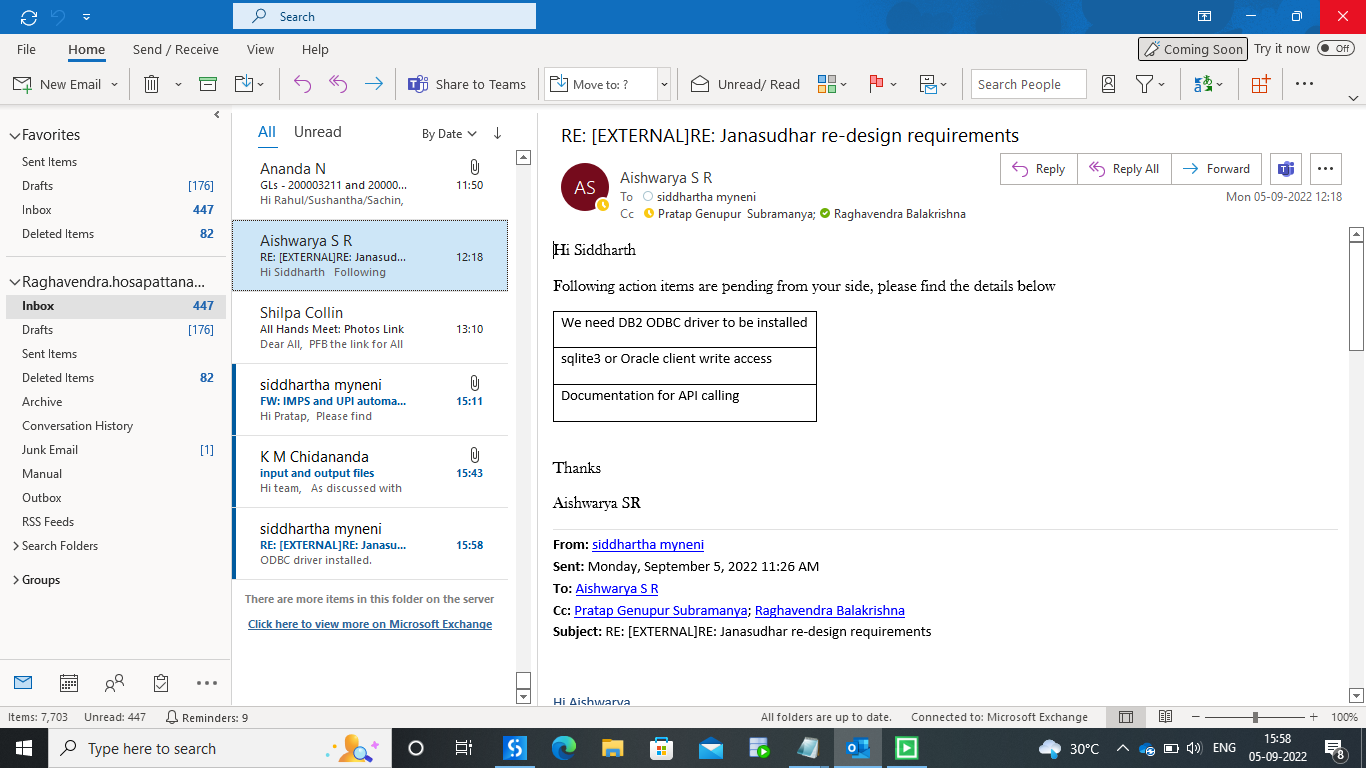 Search
File Home Send / Receive View Help
Coming Soon Try it now Off
New Email Share to Teams Move to: ? Unread/ Read Search People
Favorites
Sent Items
Drafts [176]
Inbox 447
Deleted Items 82
Raghavendra.hosapattana...
Inbox 447
Drafts [176]
Sent Items
Deleted Items 82
Archive
Conversation History
Junk Email [1]
Manual
Outbox
RSS Feeds
Search Folders
Groups
All Unread By Date
Ananda N
GLs - 200003211 and 20000... 11:50
Hi Rahul/Sushantha/Sachin,
Aishwarya S R
RE: [EXTERNAL]RE: Janasud... 12:18
Hi Siddharth Following
Shilpa Collin
All Hands Meet: Photos Link 13:10
Dear All, PFB the link for All
siddhartha myneni
FW: IMPS and UPI automa... 15:11
Hi Pratap, Please find
K M Chidananda
input and output files 15:43
Hi team, As discussed with
siddhartha myneni
RE: [EXTERNAL]RE: Janasu... 15:58
ODBC driver installed.
There are more items in this folder on the server
Click here to view more on Microsoft Exchange
RE: [EXTERNAL]RE: Janasudhar re-design requirements
AS
Aishwarya S R
To siddhartha myneni
Cc Pratap Genupur Subramanya; Raghavendra Balakrishna
Reply Reply All Forward
Mon 05-09-2022 12:18
Hi Siddharth
Following action items are pending from your side, please find the details below
We need DB2 ODBC driver to be installed
sqlite3 or Oracle client write access
Documentation for API calling
Thanks
Aishwarya SR
From: siddhartha myneni
Sent: Monday, September 5, 2022 11:26 AM
To: Aishwarya S R
Cc: Pratap Genupur Subramanya; Raghavendra Balakrishna
Subject: RE: [EXTERNAL]RE: Janasudhar re-design requirements
Hi Aishwarya
Items: 7,703 Unread: 447 Reminders: 9 All folders are up to date. Connected to: Microsoft Exchange 100%
Type here to search 30°C ENG 15:58
05-09-2022 8